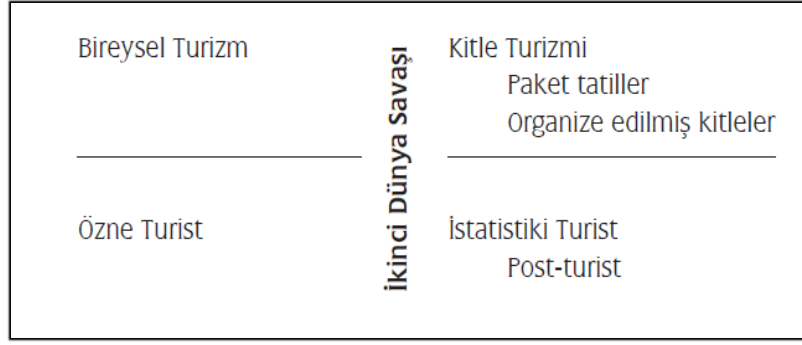 Bireysel Turizm
Özne Turist
İkinci Dünya Savaşı
Kitle Turizmi
Paket tatiller
Organize edilmiş kitleler
İstatistiki Turist
Post-turist